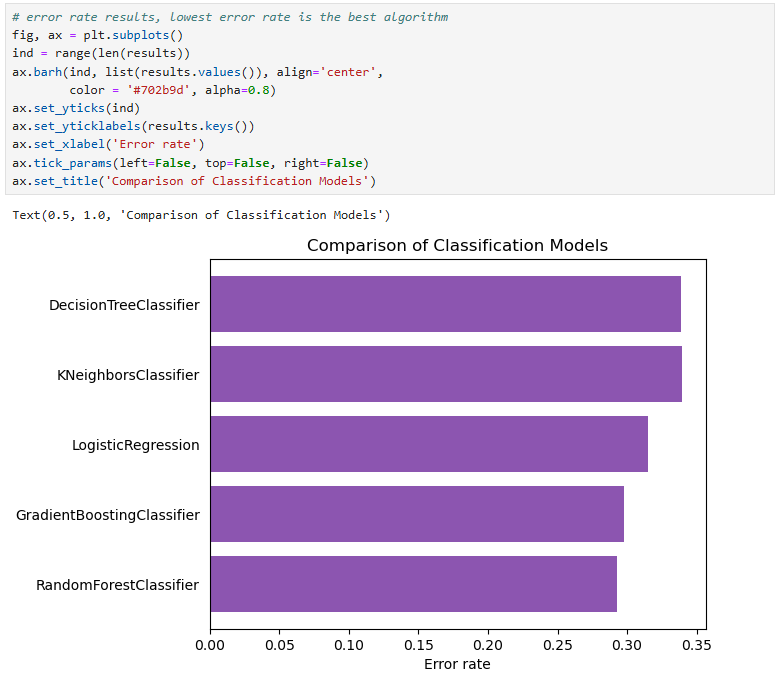 # error rate results, lowest error rate is the best algorithm
fig, ax = plt.subplots()
ind = range(len(results))
ax.barh(ind, list(results.values()), align='center',
        color = '#702b9d', alpha=0.8)
ax.set_yticks(ind)
ax.set_yticklabels(results.keys())
ax.set_xlabel('Error rate')
ax.tick_params(left=False, top=False, right=False)
ax.set_title('Comparison of Classification Models')
Text(0.5, 1.0, 'Comparison of Classification Models')
Comparison of Classification Models
DecisionTreeClassifier
KNeighborsClassifier
LogisticRegression
GradientBoostingClassifier
RandomForestClassifier
0.00 0.05 0.10 0.15 0.20 0.25 0.30 0.35
Error rate